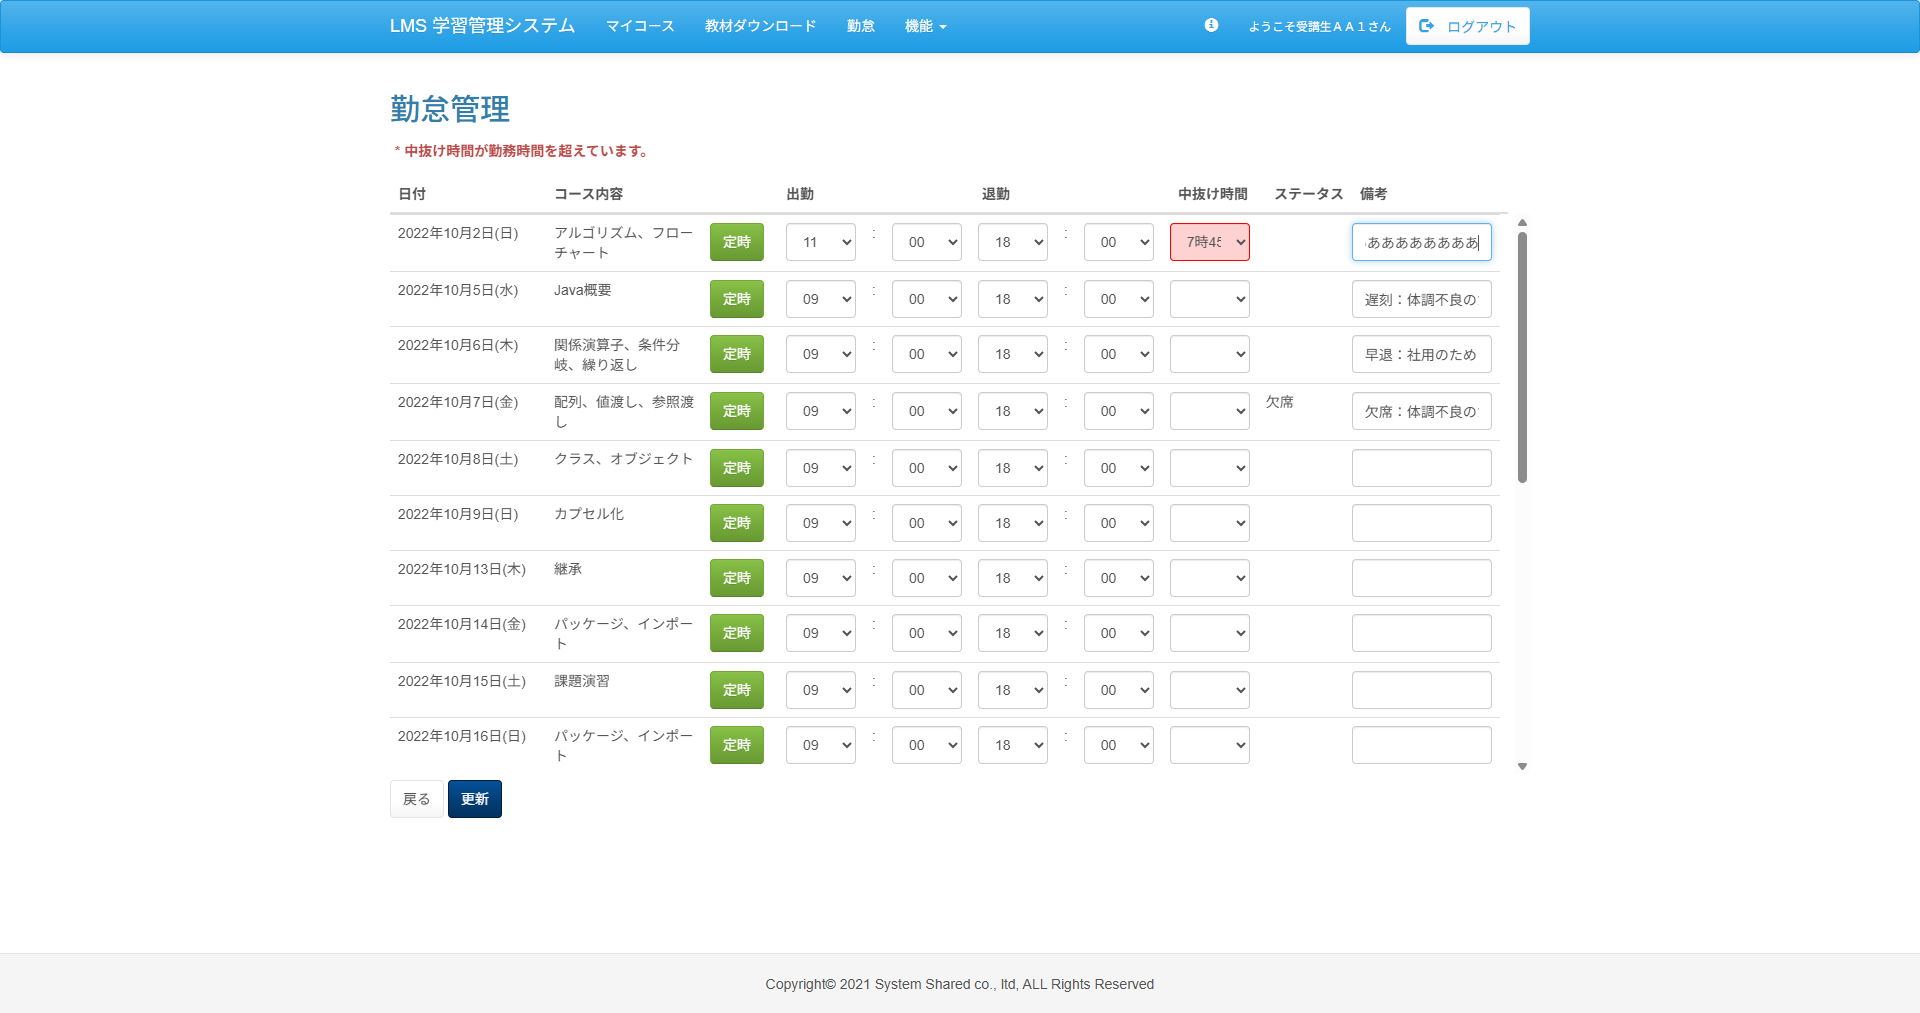 LMS 学習管理システム マイコース 教材ダウンロード 勤怠 機能 ようこそ受講生ＡＡ１さん ログアウト
勤怠管理
* 中抜け時間が勤務時間を超えています。
日付 コース内容 出勤 退勤 中抜け時間 ステータス 備考
2022年10月2日(日) アルゴリズム、フロー 定時 11 : 00 18 : 00 7時45 ああああああああ
チャート
2022年10月5日(水) Java概要 定時 09 : 00 18 : 00 遅刻：体調不良の
2022年10月6日(木) 関係演算子、条件分 定時 09 : 00 18 : 00 早退：社用のため
岐、繰り返し
2022年10月7日(金) 配列、値渡し、参照渡 定時 09 : 00 18 : 00 欠席 欠席：体調不良の
し
2022年10月8日(土) クラス、オブジェクト 定時 09 : 00 18 : 00
2022年10月9日(日) カプセル化 定時 09 : 00 18 : 00
2022年10月13日(木) 継承 定時 09 : 00 18 : 00
2022年10月14日(金) パッケージ、インポー 定時 09 : 00 18 : 00
ト
2022年10月15日(土) 課題演習 定時 09 : 00 18 : 00
2022年10月16日(日) パッケージ、インポー 定時 09 : 00 18 : 00
ト
戻る 更新
Copyright© 2021 System Shared co., ltd, ALL Rights Reserved